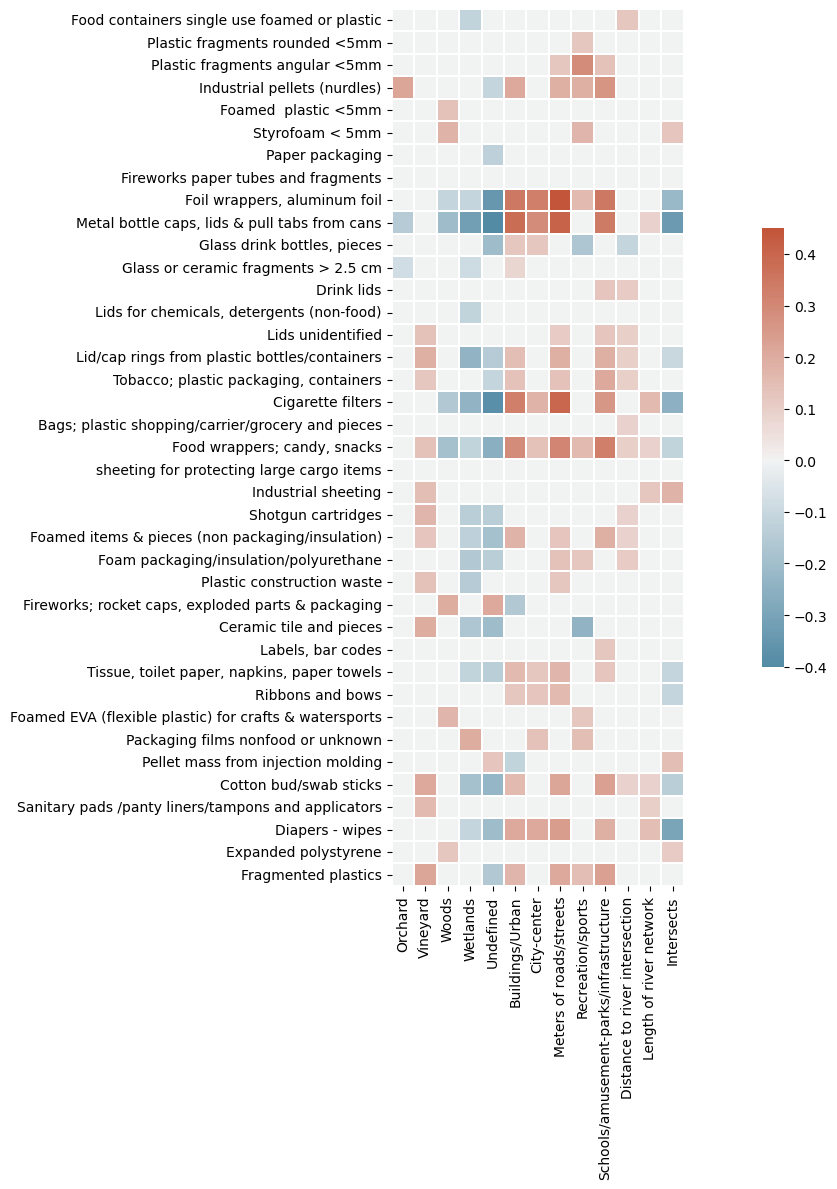 Food containers single use foamed or plastic
Plastic fragments rounded <5mm
Plastic fragments angular <5mm
Industrial pellets (nurdles)
Foamed  plastic <5mm
Styrofoam < 5mm
Paper packaging
Fireworks paper tubes and fragments
Foil wrappers, aluminum foil
Metal bottle caps, lids & pull tabs from cans
Glass drink bottles, pieces
Glass or ceramic fragments > 2.5 cm
Drink lids
Lids for chemicals, detergents (non-food)
Lids unidentified
Lid/cap rings from plastic bottles/containers
Tobacco; plastic packaging, containers
Cigarette filters
Bags; plastic shopping/carrier/grocery and pieces
Food wrappers; candy, snacks
sheeting for protecting large cargo items
Industrial sheeting
Shotgun cartridges
Foamed items & pieces (non packaging/insulation)
Foam packaging/insulation/polyurethane
Plastic construction waste
Fireworks; rocket caps, exploded parts & packaging
Ceramic tile and pieces
Labels, bar codes
Tissue, toilet paper, napkins, paper towels
Ribbons and bows
Foamed EVA (flexible plastic) for crafts & watersports
Packaging films nonfood or unknown
Pellet mass from injection molding
Cotton bud/swab sticks
Sanitary pads /panty liners/tampons and applicators
Diapers - wipes
Expanded polystyrene
Fragmented plastics
Orchard
Vineyard
Woods
Wetlands
Undefined
Buildings/Urban
City-center
Meters of roads/streets
Recreation/sports
Schools/amusement-parks/infrastructure
Distance to river intersection
Length of river network
Intersects
0.4
0.3
0.2
0.1
0.0
−0.1
−0.2
−0.3
−0.4